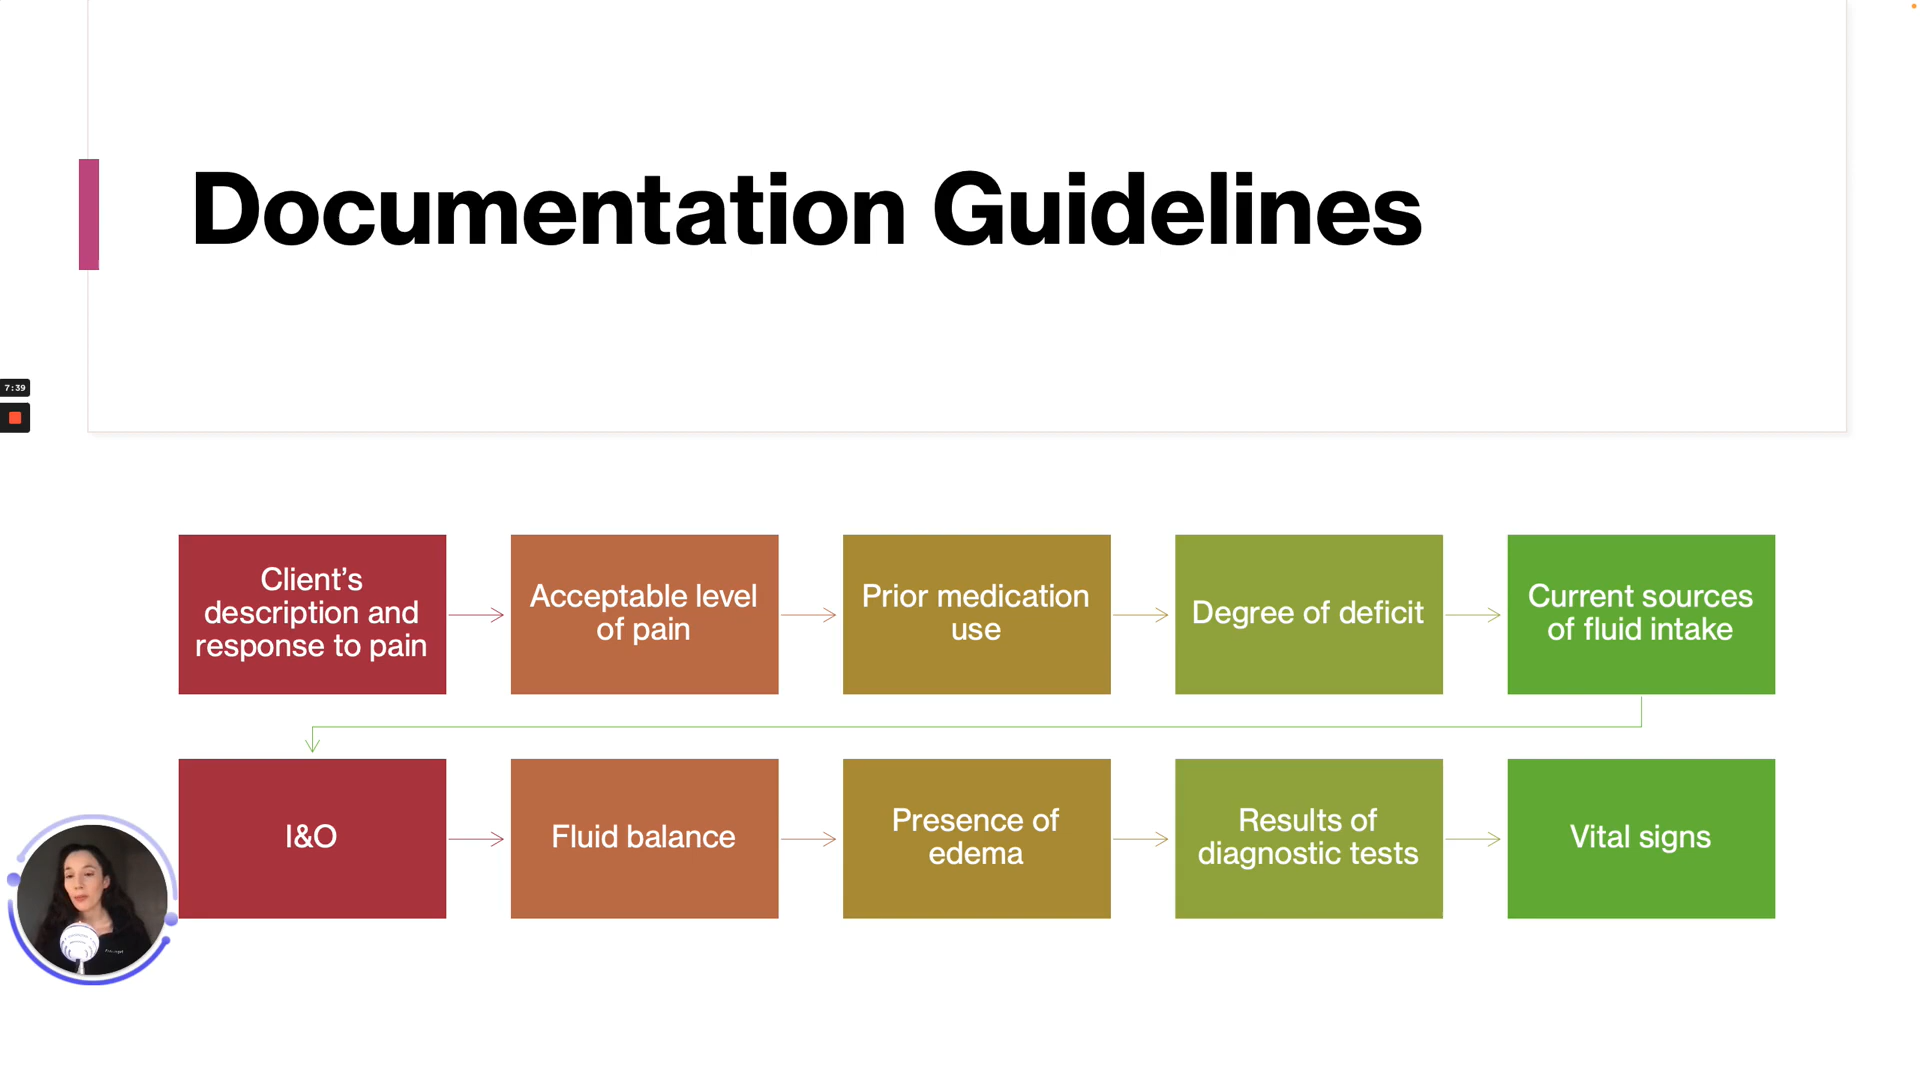 Documentation Guidelines
7:39
Client’s
description and
response to pain
Acceptable level
of pain
Prior medication
use
Degree of deficit
Current sources
of fluid intake
I&O
Fluid balance
Presence of
edema
Results of
diagnostic tests
Vital signs